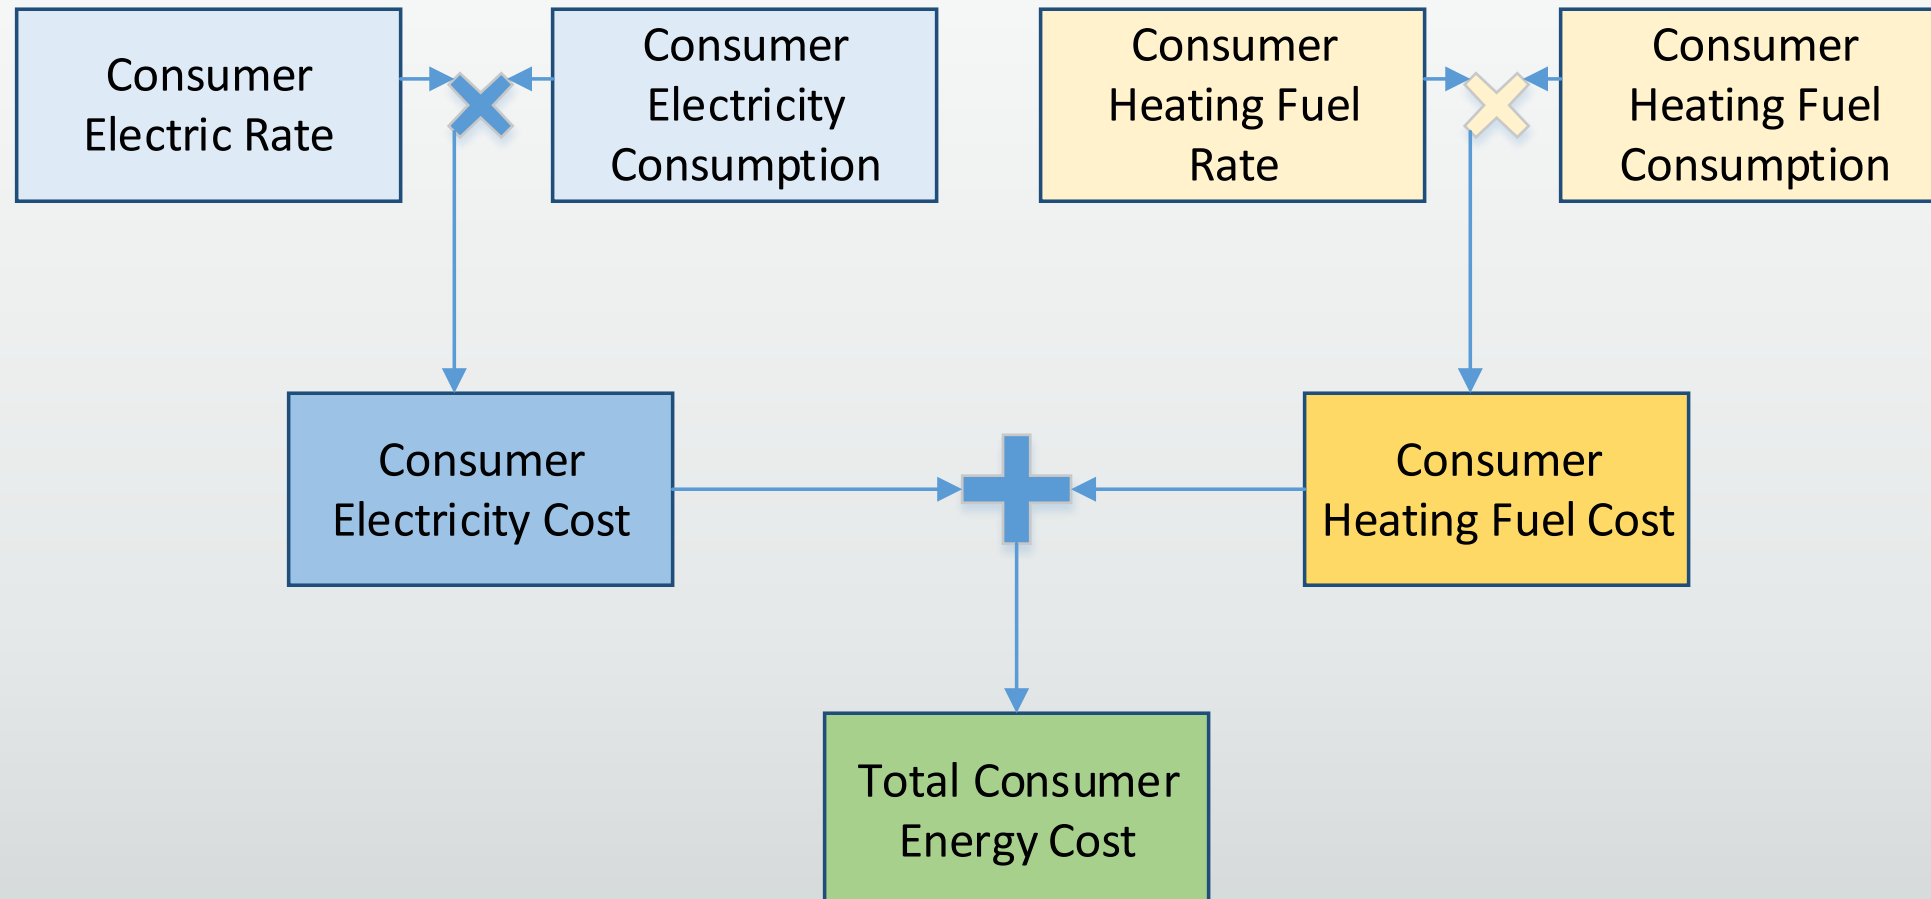 Consumer
Electric Rate
Consumer
Electricity
Consumption
Consumer
Heating Fuel
Rate
Consumer
Heating Fuel
Consumption
Consumer
Electricity Cost
Consumer
Heating Fuel Cost
Total Consumer
Energy Cost